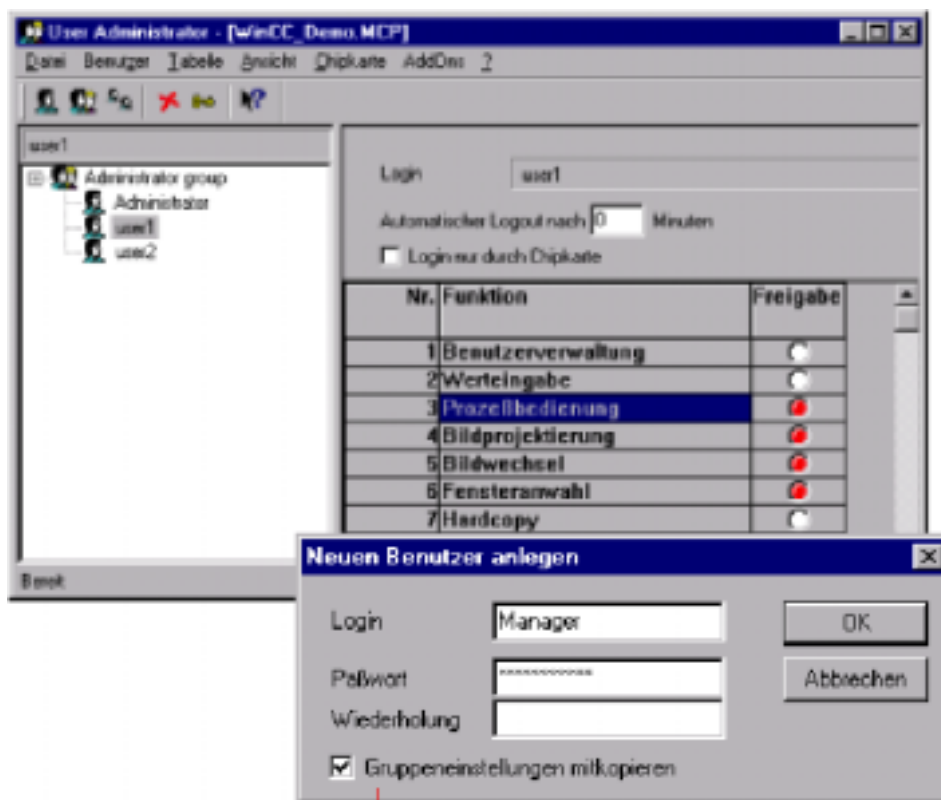 User Administrator - [WinCC_Demo.MCP]
Datei Benutzer Tabelle Ansicht Chipkarte AddOns ?
user1
Administrator group
Administrator
user1
user2
Login user1
Automatischer Logout nach 0 Minuten
Login nur durch Chipkarte
Nr. Funktion Freigabe
1 Benutzerverwaltung
2 Werteingabe
3 Prozeßbedienung
4 Bildprojektierung
5 Bildwechsel
6 Fensteranwahl
7 Hardcopy
Bereit
Neuen Benutzer anlegen
Login Manager OK
Paßwort ************ Abbrechen
Wiederholung
Gruppeneinstellungen mitkopieren